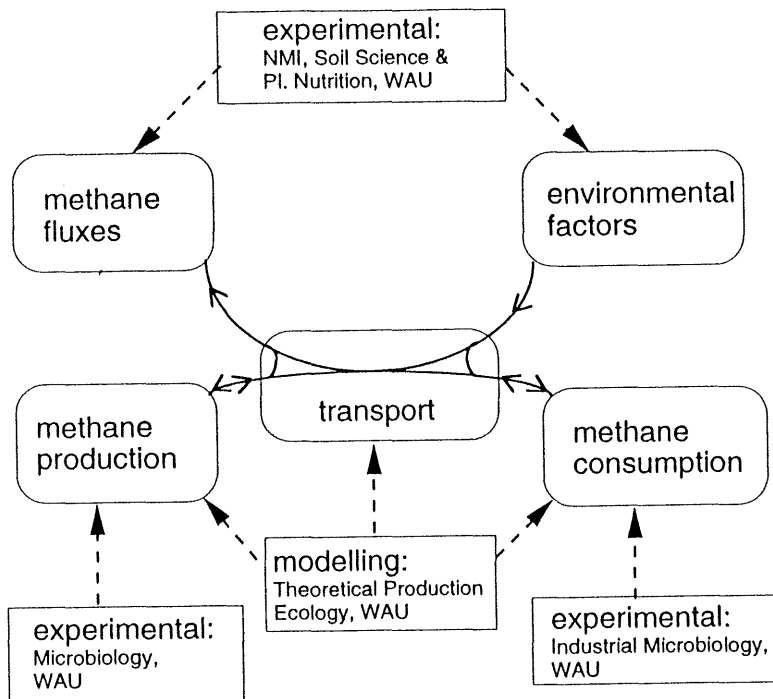 experimental:
NMI, Soil Science &
Pl. Nutrition, WAU
methane
fluxes
environmental
factors
transport
methane
production
methane
consumption
modelling:
Theoretical Production
Ecology, WAU
experimental:
Microbiology,
WAU
experimental:
Industrial Microbiology,
WAU